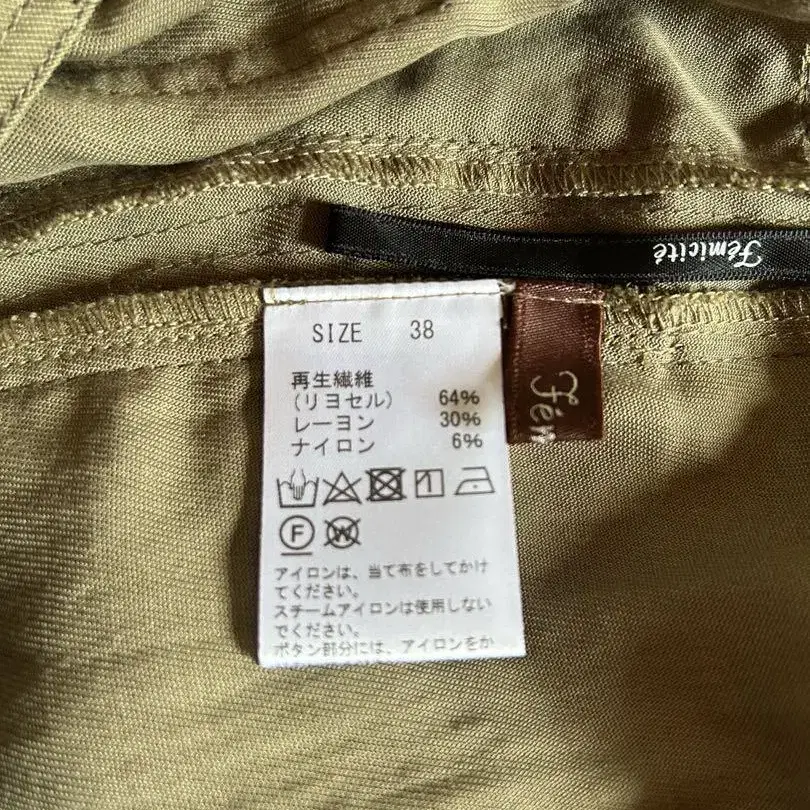 Fémicité
SIZE 38
再生繊維
(リヨセル) 64%
レーヨン 30%
ナイロン 6%
Fém
F
W
アイロンは、当て布をしてかけ
てください。
スチームアイロンは使用しない
でください。
ボタン部分には、アイロンをか